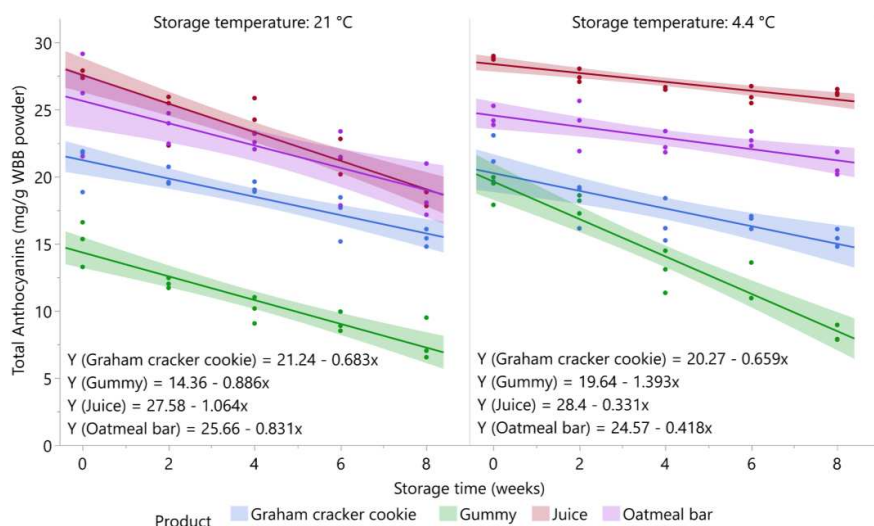 Storage temperature: 21 °C
Storage temperature: 4.4 °C
Total Anthocyanins (mg/g WBB powder)
30
25
20
15
10
5
0
Y (Graham cracker cookie) = 21.24 - 0.683x
Y (Gummy) = 14.36 - 0.886x
Y (Juice) = 27.58 - 1.064x
Y (Oatmeal bar) = 25.66 - 0.831x
Y (Graham cracker cookie) = 20.27 - 0.659x
Y (Gummy) = 19.64 - 1.393x
Y (Juice) = 28.4 - 0.331x
Y (Oatmeal bar) = 24.57 - 0.418x
0 2 4 6 8
0 2 4 6 8
Storage time (weeks)
Product Graham cracker cookie Gummy Juice Oatmeal bar